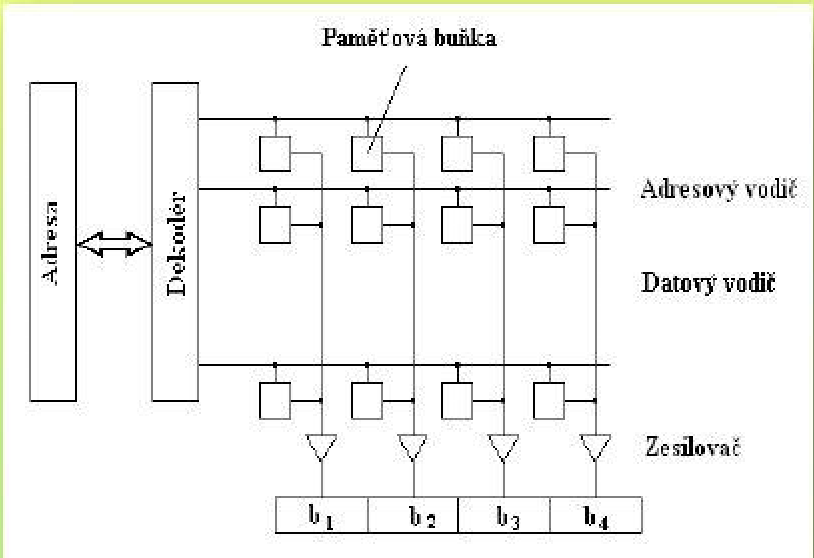 Paměťová buňka
Adresa
Dekodér
Adresový vodič
Datový vodič
Zesilovač
b1 b2 b3 b4